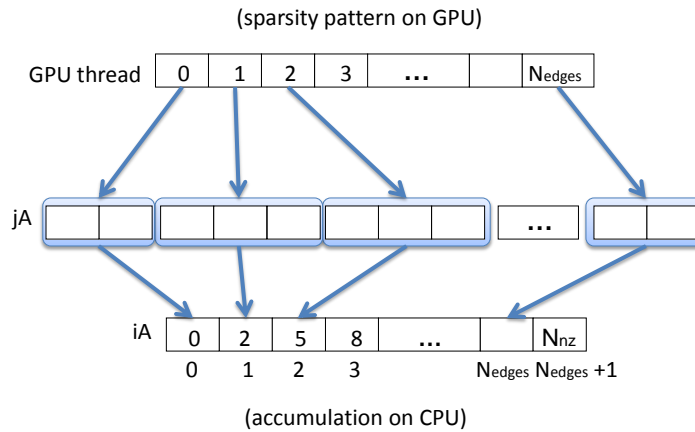 (sparsity pattern on GPU)
GPU thread 0 1 2 3 ... Nedges
jA ...
iA 0 2 5 8 ... Nnz
0 1 2 3 Nedges Nedges +1
(accumulation on CPU)